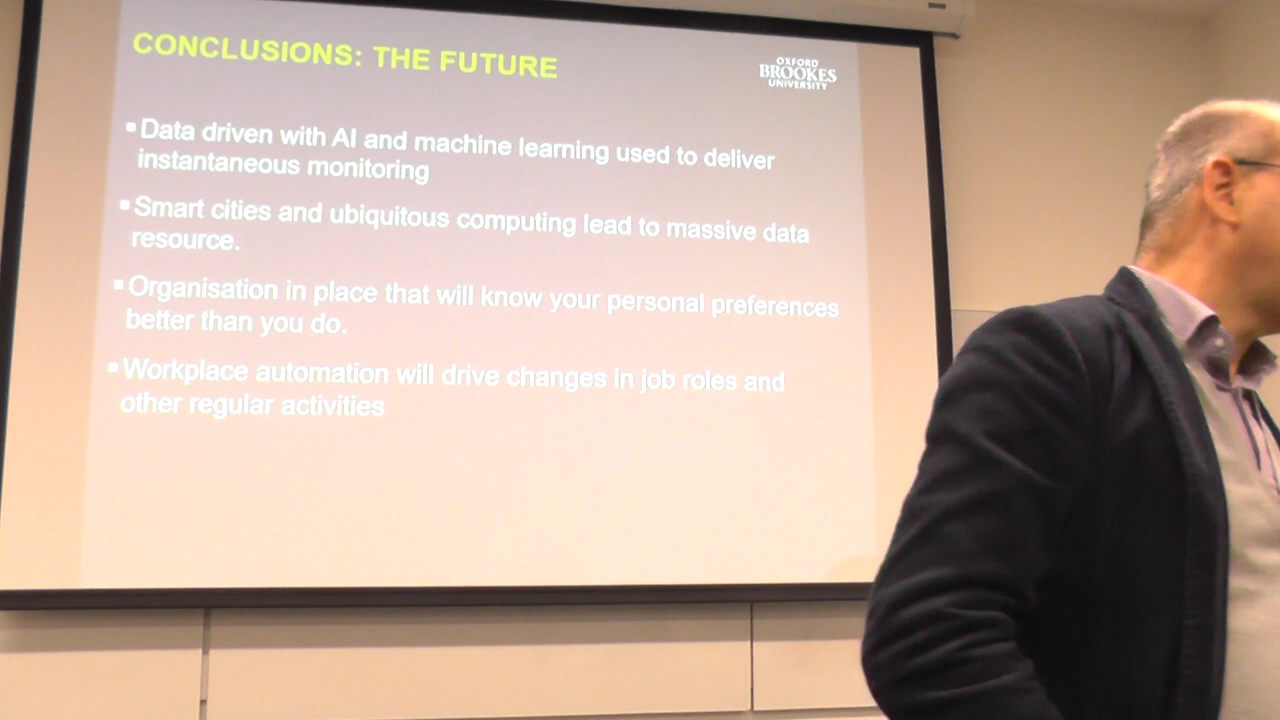 CONCLUSIONS: THE FUTURE
OXFORD
BROOKES
UNIVERSITY
▪Data driven with AI and machine learning used to deliver
instantaneous monitoring
▪Smart cities and ubiquitous computing lead to massive data
resource.
▪Organisation in place that will know your personal preferences
better than you do.
▪Workplace automation will drive changes in job roles and
other regular activities